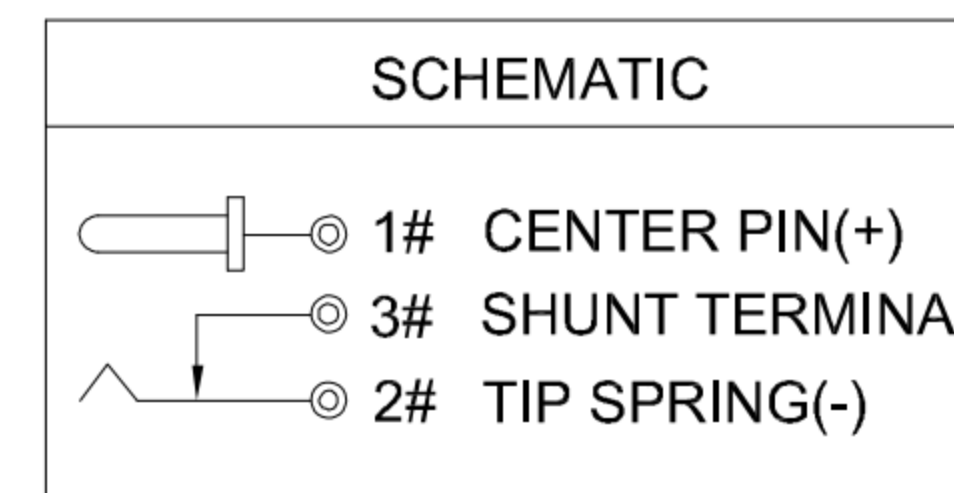 SCHEMATIC
1# CENTER PIN(+)
3# SHUNT TERMINA
2# TIP SPRING(-)